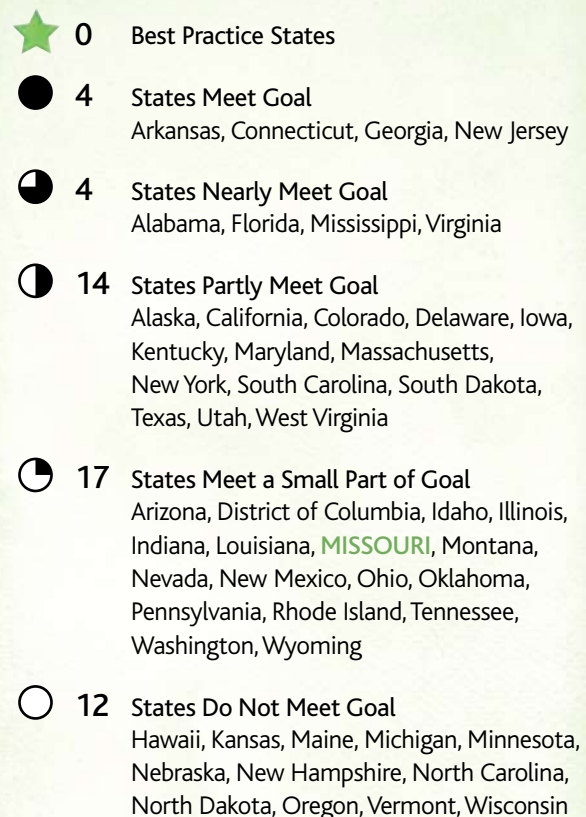 0 Best Practice States
4 States Meet Goal
Arkansas, Connecticut, Georgia, New Jersey
4 States Nearly Meet Goal
Alabama, Florida, Mississippi, Virginia
14 States Partly Meet Goal
Alaska, California, Colorado, Delaware, Iowa,
Kentucky, Maryland, Massachusetts,
New York, South Carolina, South Dakota,
Texas, Utah, West Virginia
17 States Meet a Small Part of Goal
Arizona, District of Columbia, Idaho, Illinois,
Indiana, Louisiana, MISSOURI, Montana,
Nevada, New Mexico, Ohio, Oklahoma,
Pennsylvania, Rhode Island, Tennessee,
Washington, Wyoming
12 States Do Not Meet Goal
Hawaii, Kansas, Maine, Michigan, Minnesota,
Nebraska, New Hampshire, North Carolina,
North Dakota, Oregon, Vermont, Wisconsin